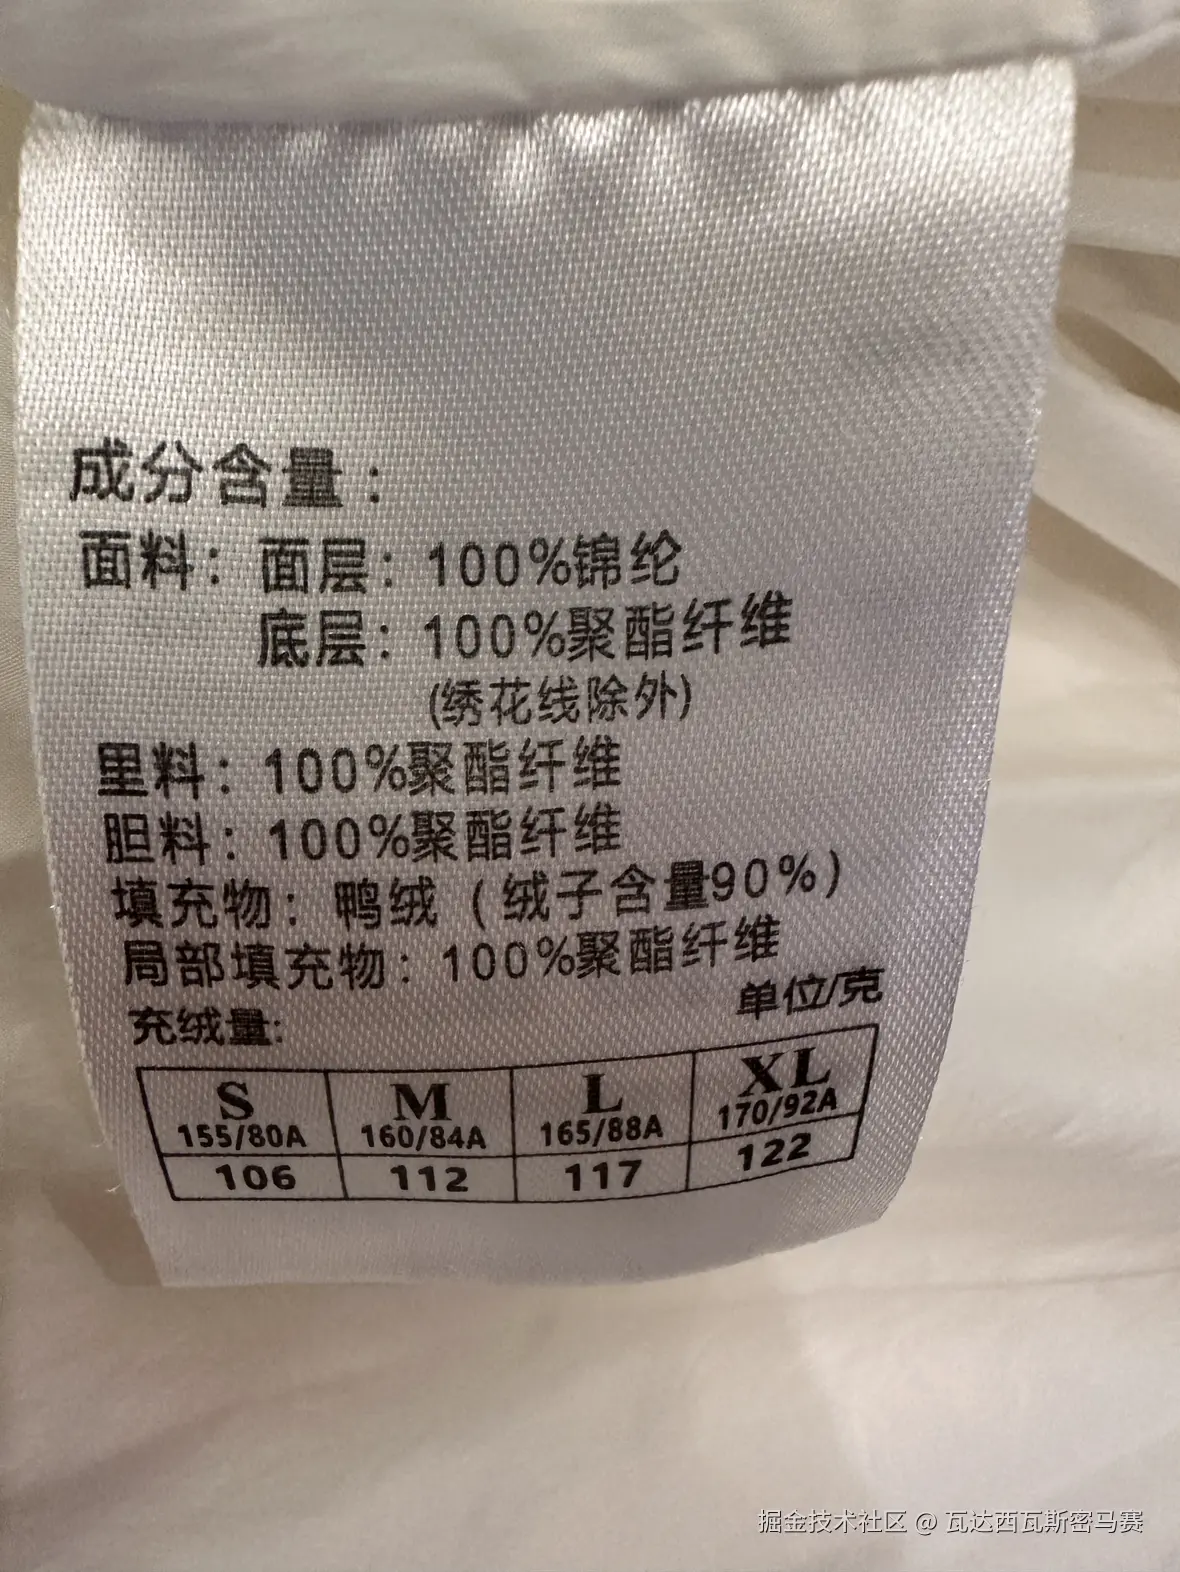 成分含量：
面料：面层：100%锦纶
底层：100%聚酯纤维
(绣花线除外)
里料：100%聚酯纤维
胆料：100%聚酯纤维
填充物：鸭绒（绒子含量90%）
局部填充物：100%聚酯纤维
单位/克
充绒量:
S M L XL
155/80A 160/84A 165/88A 170/92A
106 112 117 122
掘金技术社区 @ 瓦达西瓦斯密马赛